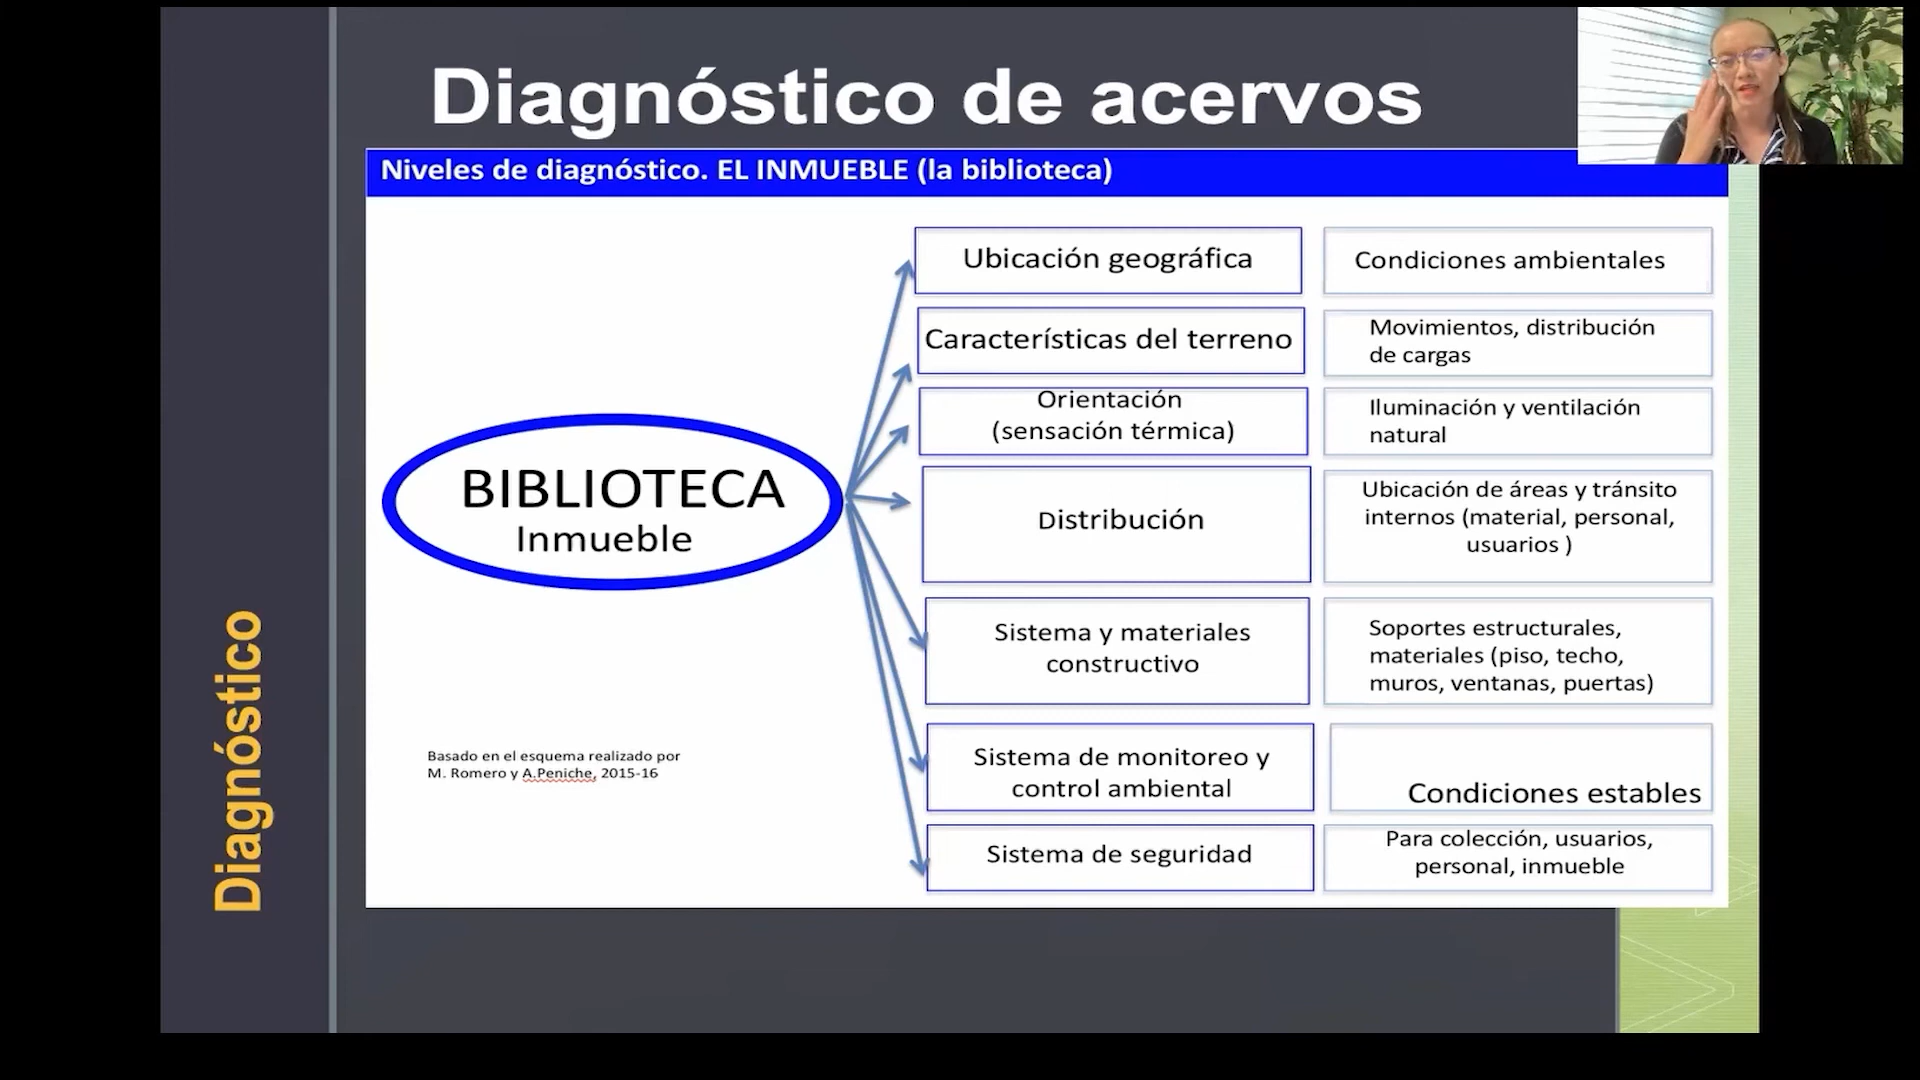 Diagnóstico de acervos
Niveles de diagnóstico. EL INMUEBLE (la biblioteca)
BIBLIOTECA
Inmueble
Ubicación geográfica
Condiciones ambientales
Características del terreno
Movimientos, distribución
de cargas
Orientación
(sensación térmica)
Iluminación y ventilación
natural
Distribución
Ubicación de áreas y tránsito
internos (material, personal,
usuarios )
Sistema y materiales
constructivo
Soportes estructurales,
materiales (piso, techo,
muros, ventanas, puertas)
Sistema de monitoreo y
control ambiental
Condiciones estables
Sistema de seguridad
Para colección, usuarios,
personal, inmueble
Basado en el esquema realizado por
M. Romero y A.Peniche, 2015-16
Diagnóstico